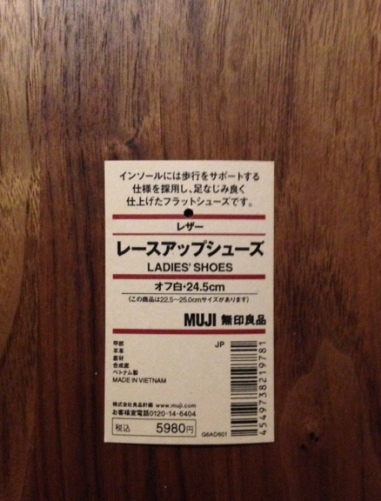 インソールには歩行をサポートする
仕様を採用し、足なじみ良く
仕上げたフラットシューズです。
レザー
レースアップシューズ
LADIES' SHOES
オフ白・24.5cm
(この商品は22.5〜25.0cmサイズがあります)
MUJI 無印良品
JP
甲部
牛革
底材
合成底
ベトナム製
MADE IN VIETNAM
株式会社良品計画 www.muji.com
お客様室電話0120-14-6404
税込 5980円
GGAD601
4549738219781